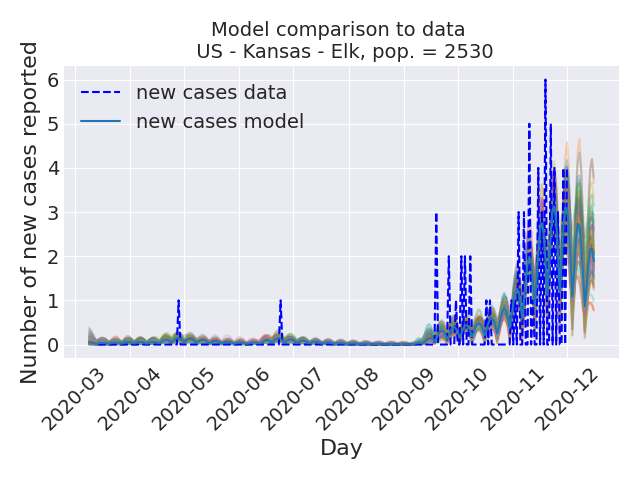 Model comparison to data
US - Kansas - Elk, pop. = 2530
Number of new cases reported
6
5
4
3
2
1
0
new cases data
new cases model
2020-03
2020-04
2020-05
2020-06
2020-07
2020-08
2020-09
2020-10
2020-11
2020-12
Day